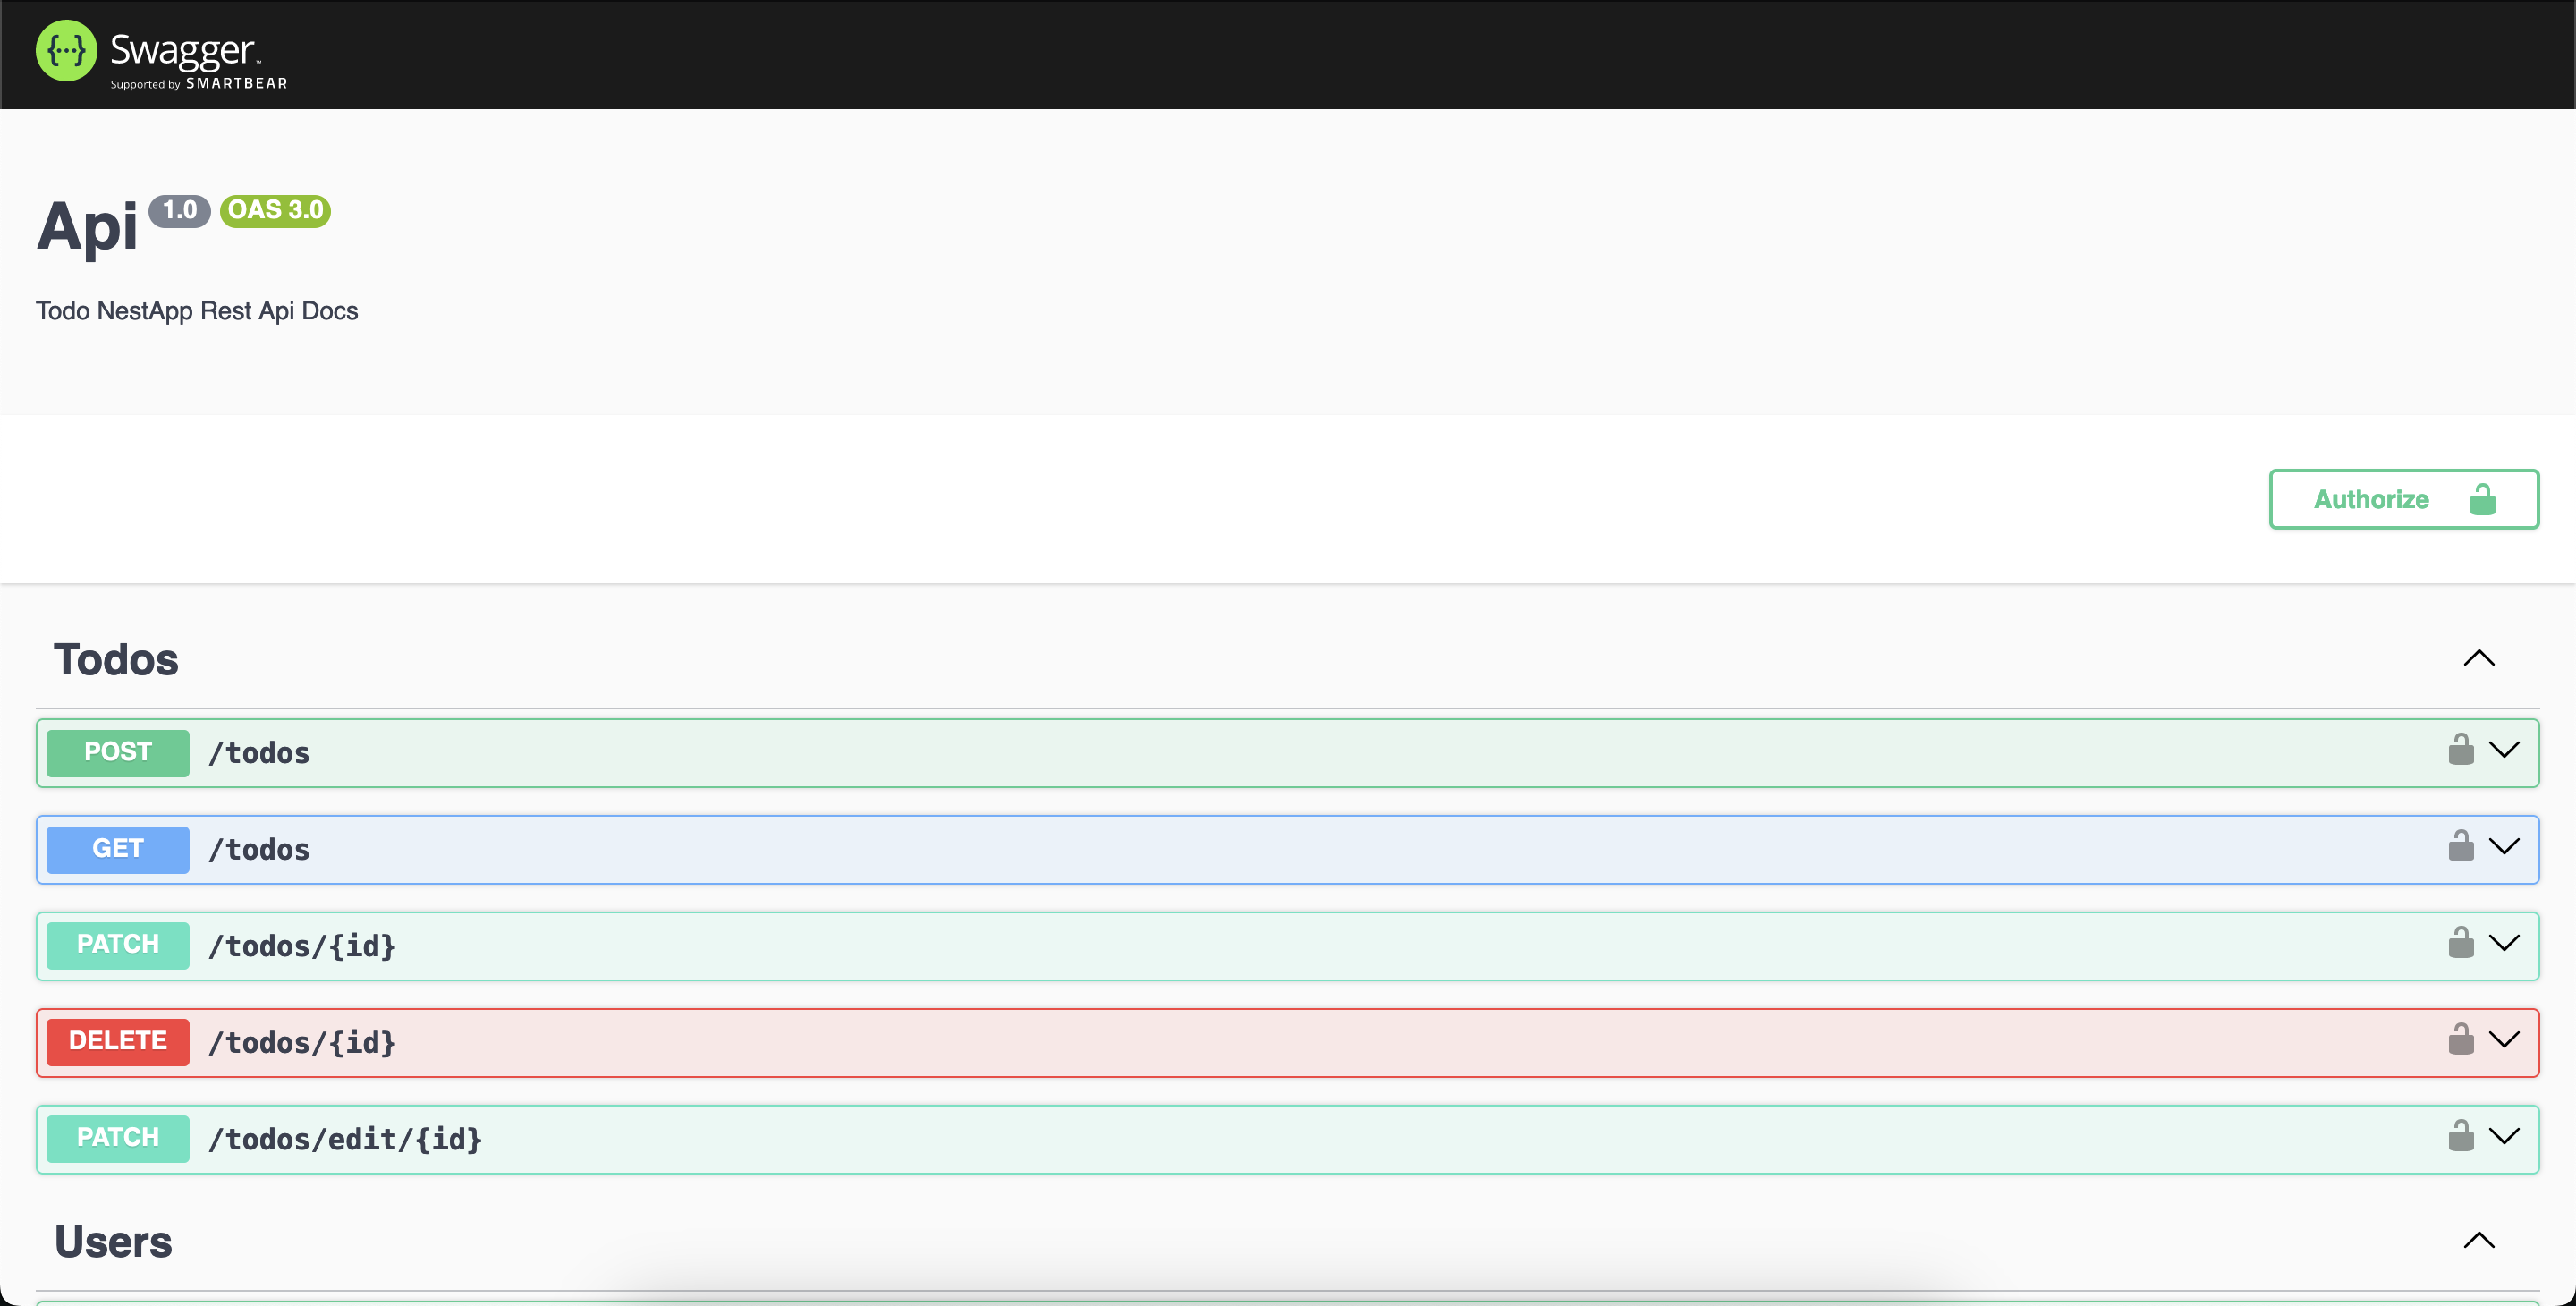 {···} Swagger™
Supported by SMARTBEAR
Api 1.0 OAS 3.0
Todo NestApp Rest Api Docs
Authorize
Todos
POST /todos
GET /todos
PATCH /todos/{id}
DELETE /todos/{id}
PATCH /todos/edit/{id}
Users